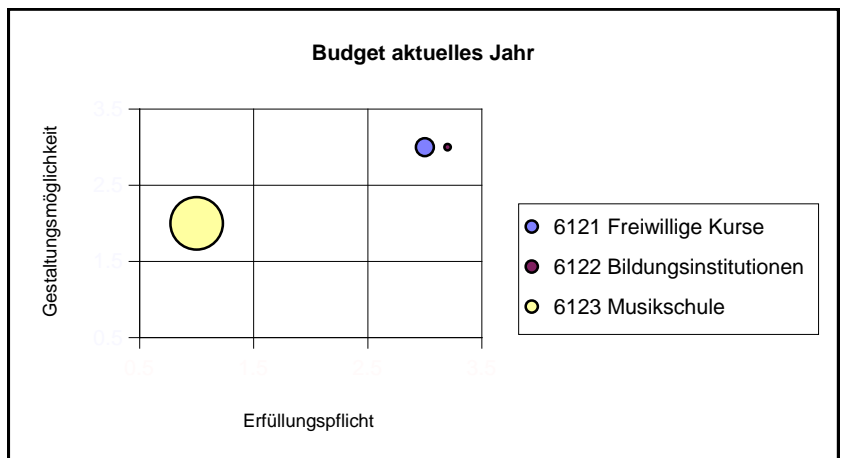 Budget aktuelles Jahr
Gestaltungsmöglichkeit
3.5
2.5
1.5
0.5
0.5 1.5 2.5 3.5
Erfüllungspflicht
6121 Freiwillige Kurse
6122 Bildungsinstitutionen
6123 Musikschule